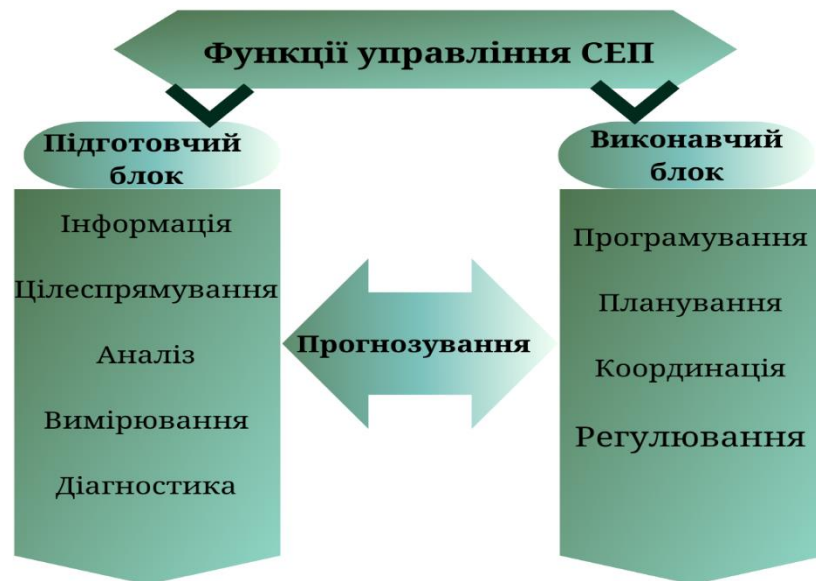 Функції управління СЕП
Підготовчий
блок
Інформація
Цілеспрямування
Аналіз
Вимірювання
Діагностика
Прогнозування
Виконавчий
блок
Програмування
Планування
Координація
Регулювання